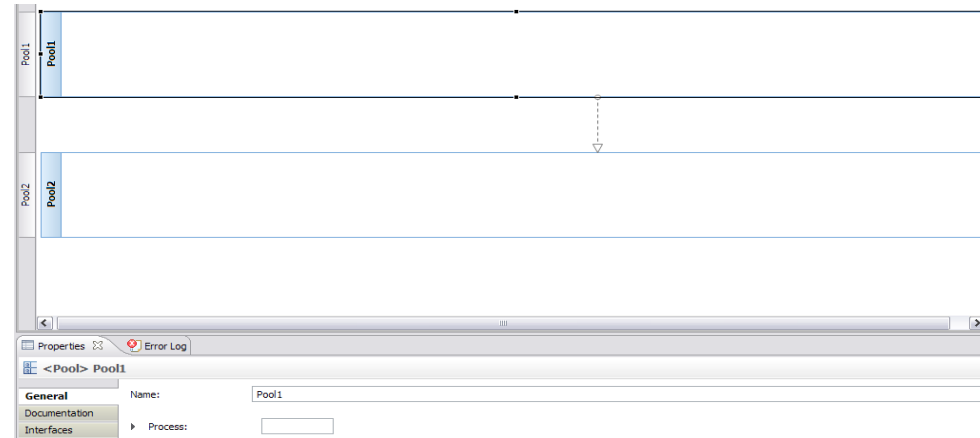 Pool1
Pool1
Pool2
Pool2
Properties
Error Log
<Pool> Pool1
General
Name:
Pool1
Documentation
Interfaces
Process: